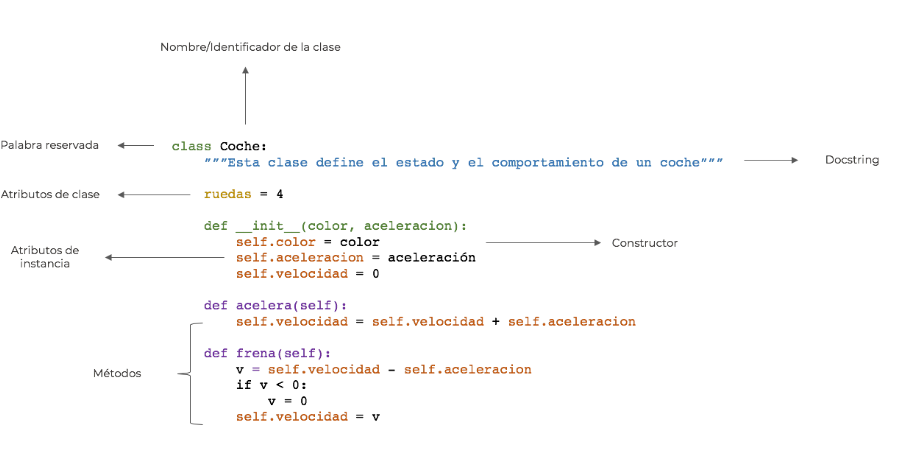 Nombre/Identificador de la clase
Palabra reservada
class Coche:
”””Esta clase define el estado y el comportamiento de un coche”””
Docstring
Atributos de clase
ruedas = 4
def __init__(color, aceleracion):
self.color = color
Constructor
Atributos de
instancia
self.aceleracion = aceleración
self.velocidad = 0
def acelera(self):
self.velocidad = self.velocidad + self.aceleracion
Métodos
def frena(self):
v = self.velocidad - self.aceleracion
if v < 0:
v = 0
self.velocidad = v